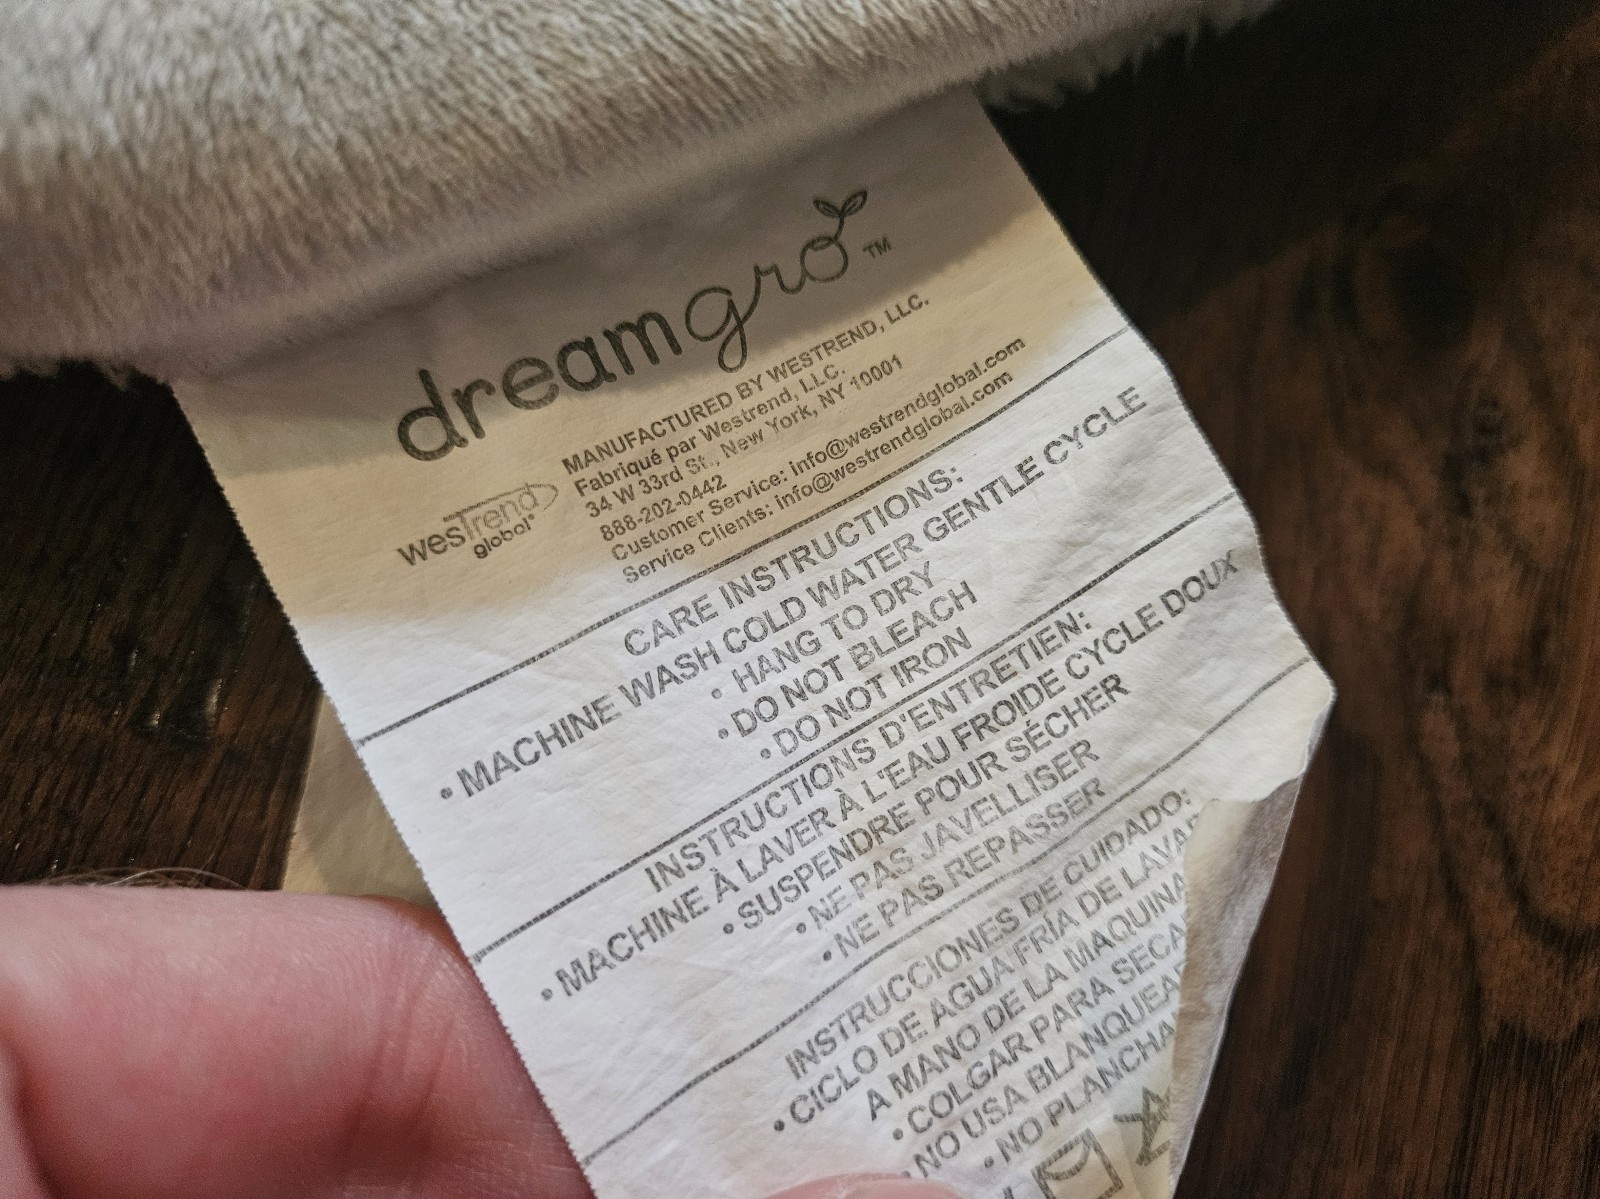 dreamgro™
MANUFACTURED BY WESTREND, LLC.
Fabriqué par Westrend, LLC.
34 W 33rd St., New York, NY 10001
888-202-0442
Customer Service: info@westrendglobal.com
Service Clients: info@westrendglobal.com
wesTrend
global
CARE INSTRUCTIONS:
• MACHINE WASH COLD WATER GENTLE CYCLE
• HANG TO DRY
• DO NOT BLEACH
• DO NOT IRON
INSTRUCTIONS D'ENTRETIEN:
• MACHINE À LAVER À L'EAU FROIDE CYCLE DOUX
• SUSPENDRE POUR SÉCHER
• NE PAS JAVELLISER
• NE PAS REPASSER
INSTRUCCIONES DE CUIDADO:
• CICLO DE AGUA FRÍA DE LAVA
A MANO DE LA MAQUINA
• COLGAR PARA SECA
• NO USA BLANQUEA
• NO PLANCHA